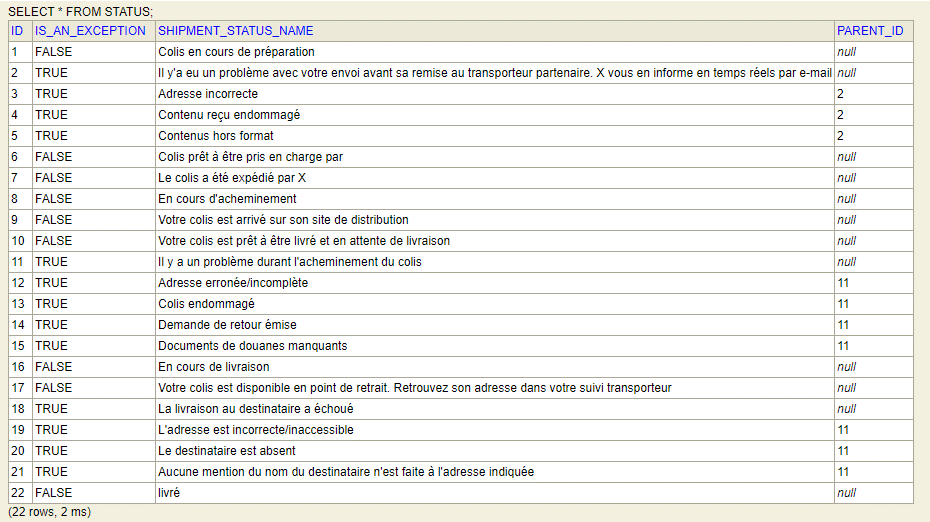 SELECT * FROM STATUS;
ID IS_AN_EXCEPTION SHIPMENT_STATUS_NAME PARENT_ID
1 FALSE Colis en cours de préparation null
2 TRUE Il y'a eu un problème avec votre envoi avant sa remise au transporteur partenaire. X vous en informe en temps réels par e-mail null
3 TRUE Adresse incorrecte 2
4 TRUE Contenu reçu endommagé 2
5 TRUE Contenus hors format 2
6 FALSE Colis prêt à être pris en charge par null
7 FALSE Le colis a été expédié par X null
8 FALSE En cours d'acheminement null
9 FALSE Votre colis est arrivé sur son site de distribution null
10 FALSE Votre colis est prêt à être livré et en attente de livraison null
11 TRUE Il y a un problème durant l'acheminement du colis null
12 TRUE Adresse erronée/incomplète 11
13 TRUE Colis endommagé 11
14 TRUE Demande de retour émise 11
15 TRUE Documents de douanes manquants 11
16 FALSE En cours de livraison null
17 FALSE Votre colis est disponible en point de retrait. Retrouvez son adresse dans votre suivi transporteur null
18 TRUE La livraison au destinataire a échoué null
19 TRUE L'adresse est incorrecte/inaccessible 11
20 TRUE Le destinataire est absent 11
21 TRUE Aucune mention du nom du destinataire n'est faite à l'adresse indiquée 11
22 FALSE livré null
(22 rows, 2 ms)